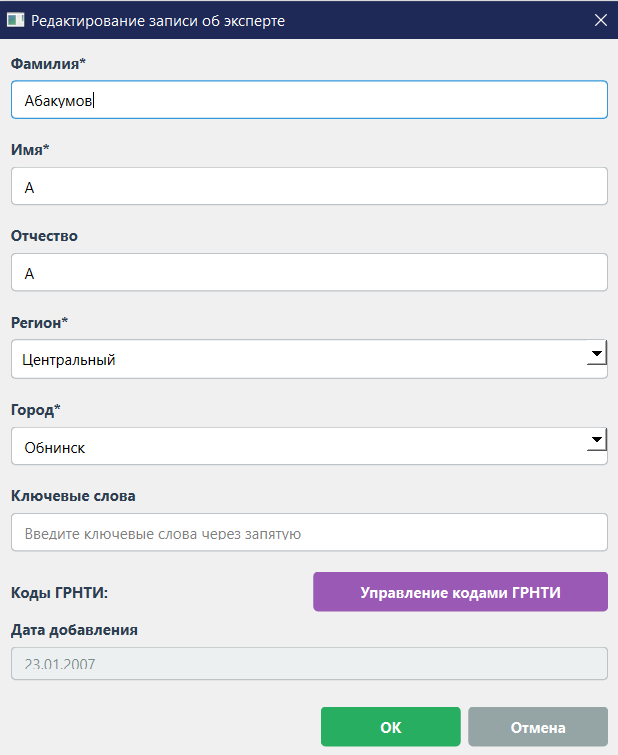 Редактирование записи об эксперте
Фамилия*
Абакумов
Имя*
А
Отчество
А
Регион*
Центральный
Город*
Обнинск
Ключевые слова
Введите ключевые слова через запятую
Коды ГРНТИ:
Управление кодами ГРНТИ
Дата добавления
23.01.2007
ОК
Отмена